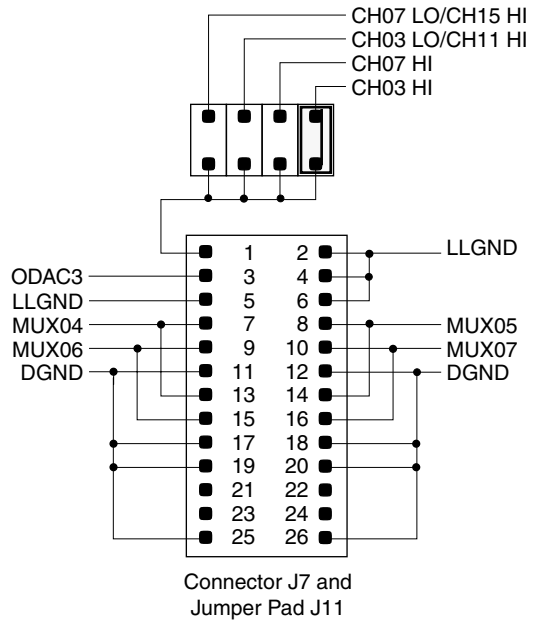 CH07 LO/CH15 HI
CH03 LO/CH11 HI
CH07 HI
CH03 HI
1 2 LLGND
ODAC3 3 4
LLGND 5 6
MUX04 7 8 MUX05
MUX06 9 10 MUX07
DGND 11 12 DGND
13 14
15 16
17 18
19 20
21 22
23 24
25 26
Connector J7 and
Jumper Pad J11